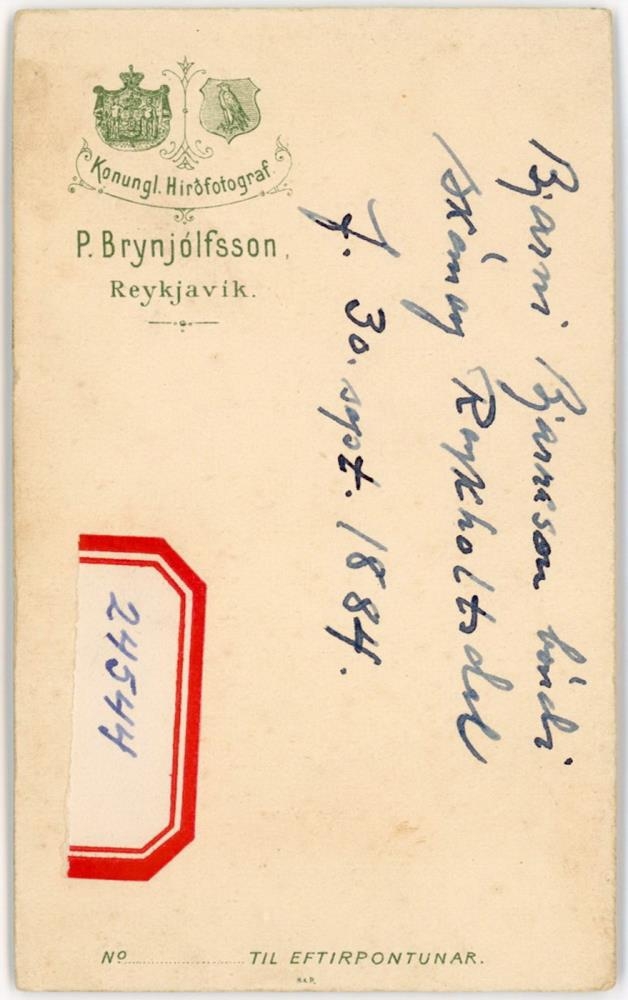 Konungl. Hirðfotograf.
P. Brynjólfsson,
Reykjavík.
Bjarni Bjarnason bóndi
Skáney Reykholtsdal
f. 30. sept. 1884.
24544
No TIL EFTIRPONTUNAR.